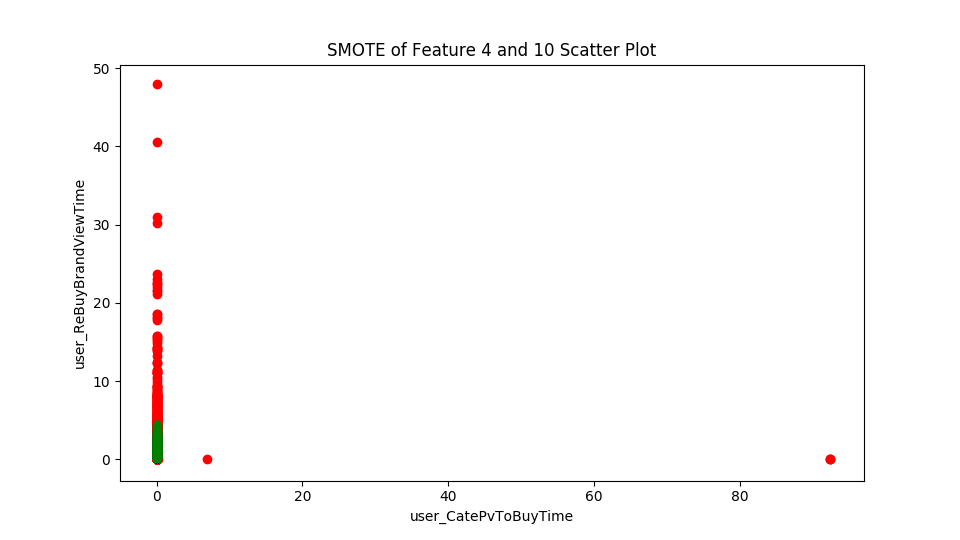 SMOTE of Feature 4 and 10 Scatter Plot
50
40
30
20
10
0
user_ReBuyBrandViewTime
0 20 40 60 80
user_CatePvToBuyTime